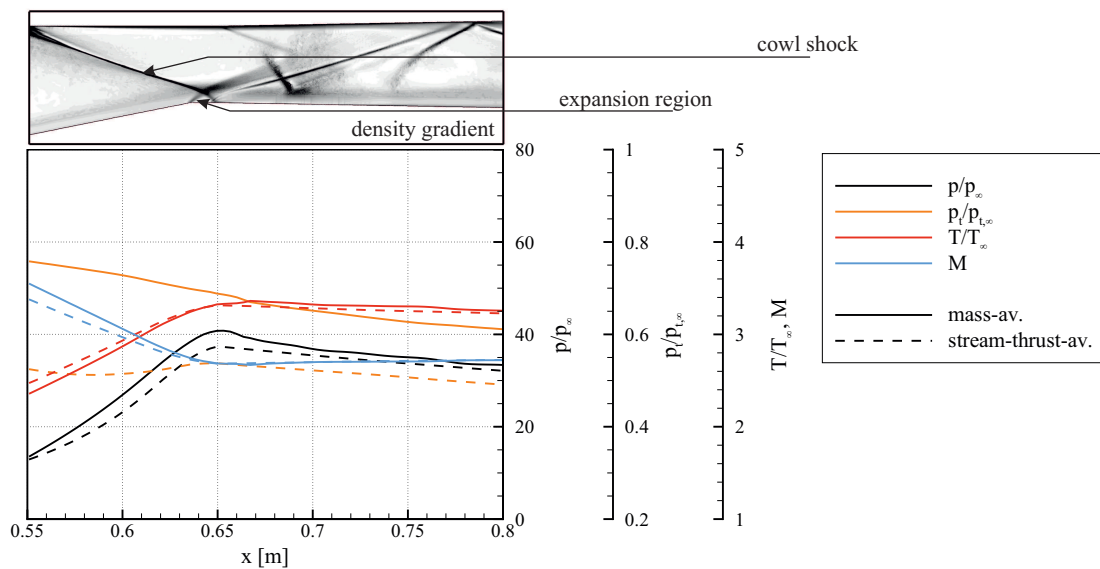 cowl shock
expansion region
density gradient
80
60
40
20
0
p/p∞
1
0.8
0.6
0.4
0.2
pt/pt,∞
5
4
3
2
1
T/T∞, M
0.55
0.6
0.65
0.7
0.75
0.8
x [m]
p/p∞
pt/pt,∞
T/T∞
M
mass-av.
stream-thrust-av.